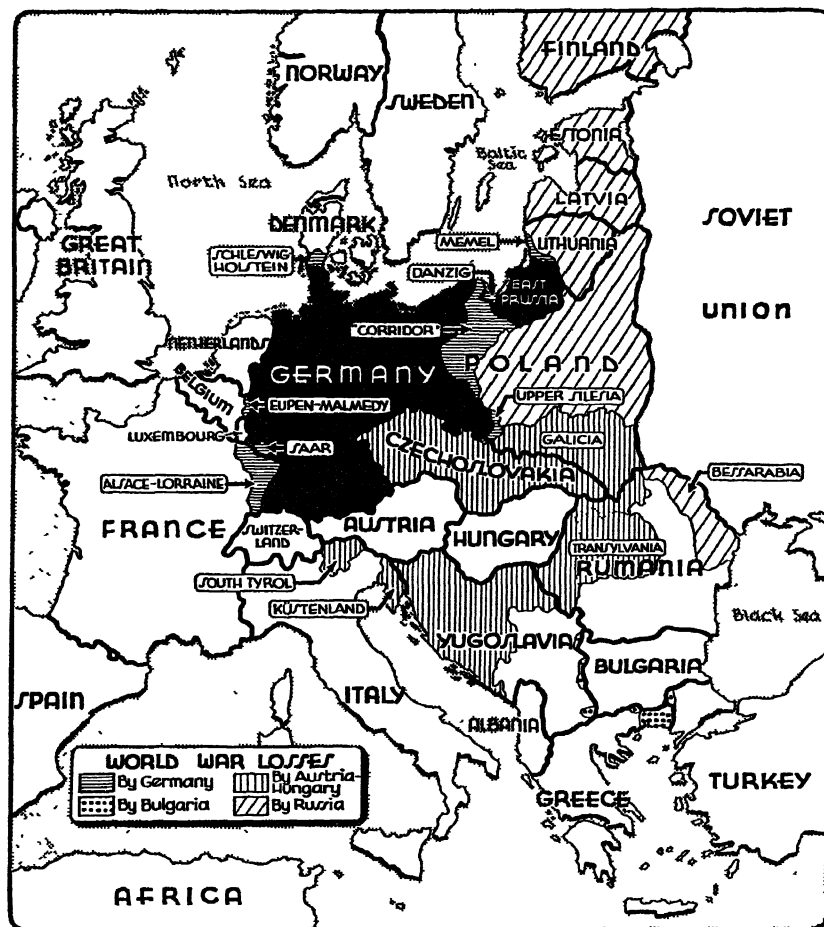 FINLAND
NORWAY
SWEDEN
ESTONIA
Baltic
Sea
North Sea
LATVIA
SOVIET
UNION
DENMARK
MEMEL
LITHUANIA
GREAT
BRITAIN
SCHLESWIG
HOLSTEIN
DANZIG
EAST
PRUSSIA
"CORRIDOR"
NETHERLANDS
GERMANY
POLAND
BELGIUM
EUPEN-MALMEDY
UPPER SILESIA
LUXEMBOURG
SAAR
CZECHOSLOVAKIA
GALICIA
ALSACE-LORRAINE
BESSARABIA
FRANCE
SWITZER-
LAND
AUSTRIA
HUNGARY
TRANSYLVANIA
RUMANIA
SOUTH TYROL
KÜSTENLAND
Black Sea
YUGOSLAVIA
BULGARIA
SPAIN
ITALY
ALBANIA
GREECE
TURKEY
WORLD WAR LOSSES
By Germany
By Austria-
Hungary
By Bulgaria
By Russia
AFRICA